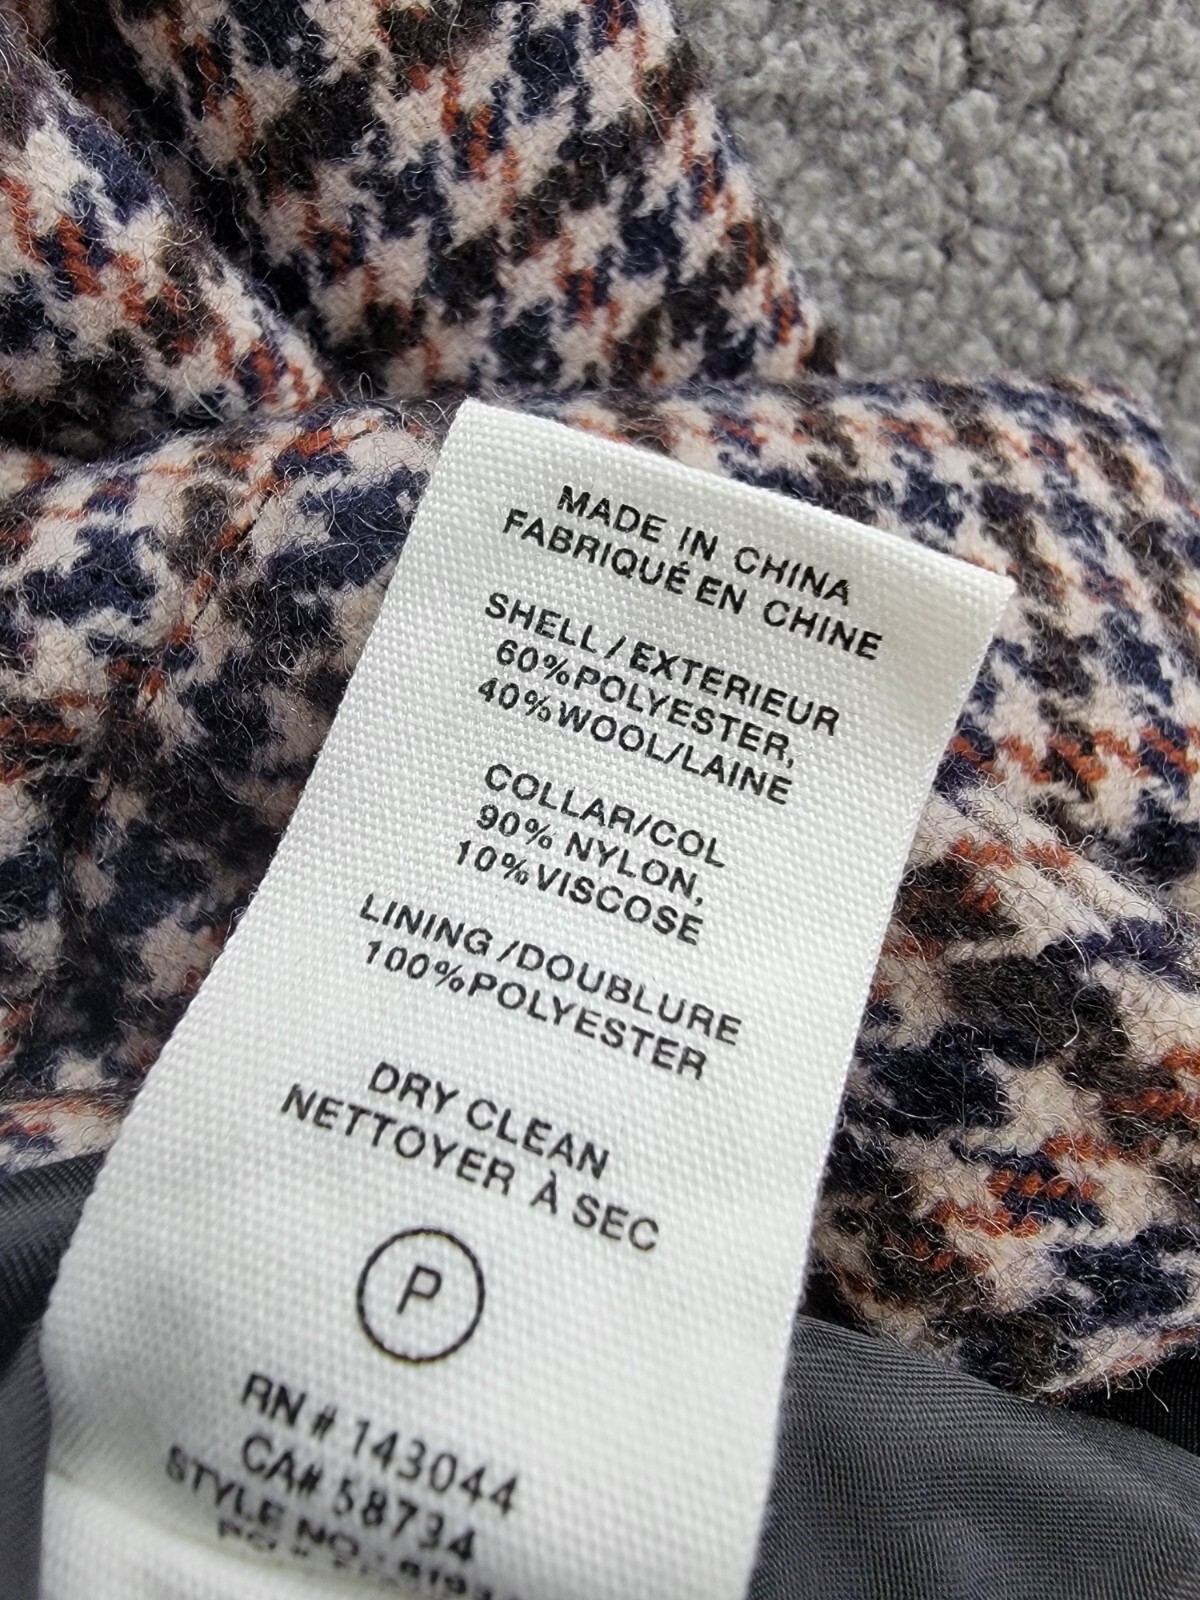 MADE IN CHINA
FABRIQUÉ EN CHINE
SHELL / EXTERIEUR
60%POLYESTER,
40%WOOL/LAINE
COLLAR/COL
90% NYLON,
10%VISCOSE
LINING /DOUBLURE
100%POLYESTER
DRY CLEAN
NETTOYER À SEC
P
RN # 143044
CA# 58734
STYLE NO.: